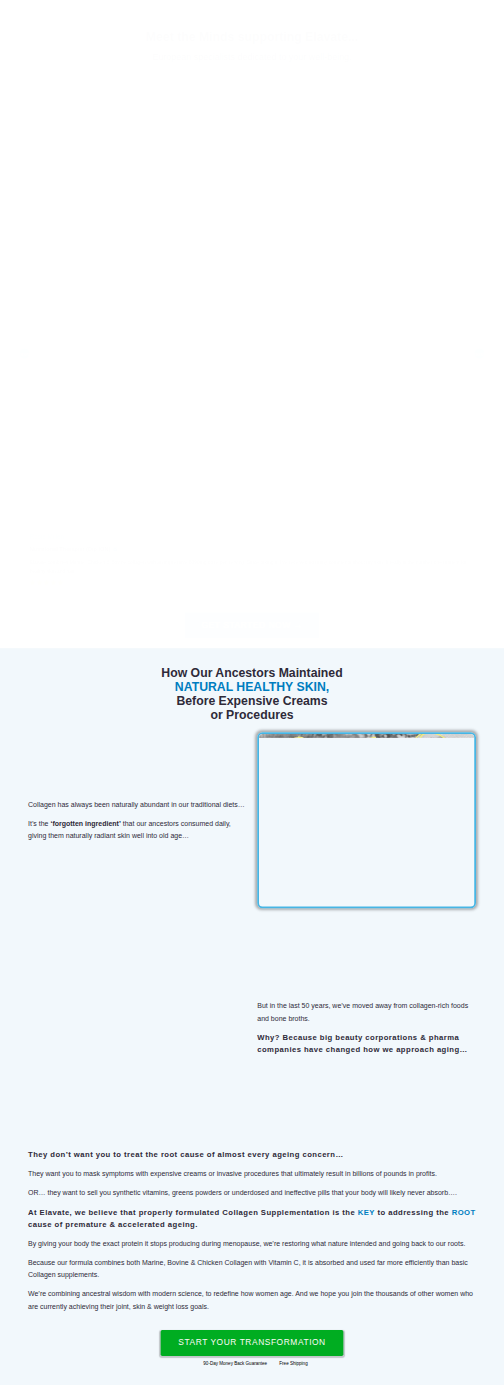 How Our Ancestors Maintained
NATURAL HEALTHY SKIN,
Before Expensive Creams
or Procedures
Collagen has always been naturally abundant in our traditional diets…
It's the ‘forgotten ingredient’ that our ancestors consumed daily,
giving them naturally radiant skin well into old age…
But in the last 50 years, we've moved away from collagen-rich foods
and bone broths.
Why? Because big beauty corporations & pharma
companies have changed how we approach aging…
They don’t want you to treat the root cause of almost every ageing concern…
They want you to mask symptoms with expensive creams or invasive procedures that ultimately result in billions of pounds in profits.
OR… they want to sell you synthetic vitamins, greens powders or underdosed and ineffective pills that your body will likely never absorb….
At Elavate, we believe that properly formulated Collagen Supplementation is the KEY to addressing the ROOT
cause of premature & accelerated ageing.
By giving your body the exact protein it stops producing during menopause, we're restoring what nature intended and going back to our roots.
Because our formula combines both Marine, Bovine & Chicken Collagen with Vitamin C, it is absorbed and used far more efficiently than basic
Collagen supplements.
We're combining ancestral wisdom with modern science, to redefine how women age. And we hope you join the thousands of other women who
are currently achieving their joint, skin & weight loss goals.
START YOUR TRANSFORMATION
90-Day Money Back Guarantee Free Shipping